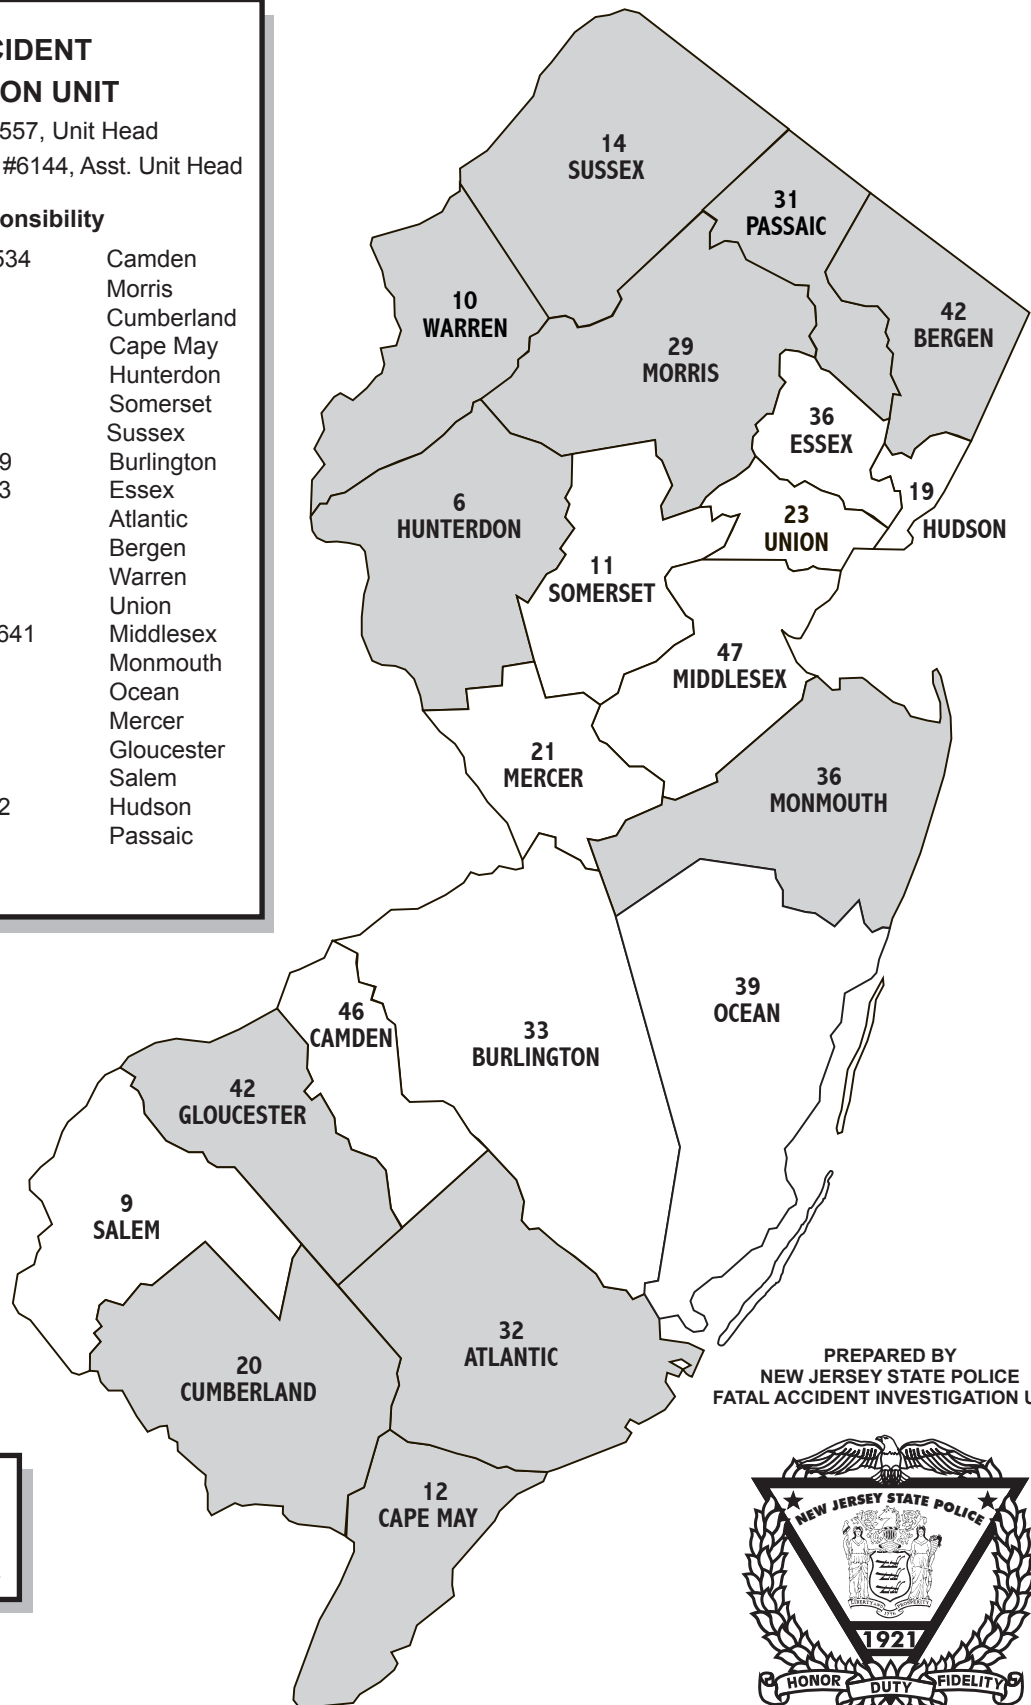 CIDENT
ON UNIT
557, Unit Head
#6144, Asst. Unit Head
onsibility
534 Camden
Morris
Cumberland
Cape May
Hunterdon
Somerset
Sussex
9 Burlington
3 Essex
Atlantic
Bergen
Warren
Union
641 Middlesex
Monmouth
Ocean
Mercer
Gloucester
Salem
2 Hudson
Passaic
14
SUSSEX
31
PASSAIC
10
WARREN
42
BERGEN
29
MORRIS
36
ESSEX
19
HUDSON
6
HUNTERDON
23
UNION
11
SOMERSET
47
MIDDLESEX
21
MERCER
36
MONMOUTH
39
OCEAN
46
CAMDEN
33
BURLINGTON
42
GLOUCESTER
9
SALEM
32
ATLANTIC
20
CUMBERLAND
12
CAPE MAY
PREPARED BY
NEW JERSEY STATE POLICE
FATAL ACCIDENT INVESTIGATION U
NEW JERSEY STATE POLICE
LIBERTY AND PROSPERITY
1776
1921
HONOR DUTY FIDELITY